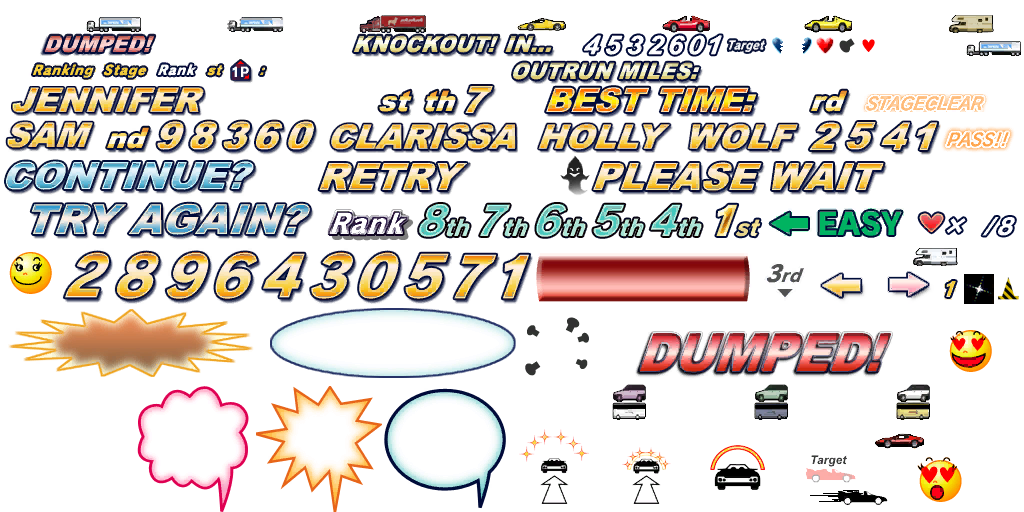 DUMPED! KNOCKOUT! IN... 4532601 Target
Ranking Stage Rank st 1P :
OUTRUN MILES:
JENNIFER st th 7 BEST TIME: rd STAGECLEAR
SAM nd 98360 CLARISSA HOLLY WOLF 2541 PASS!!
CONTINUE? RETRY PLEASE WAIT
TRY AGAIN? Rank 8th 7th 6th 5th 4th 1st EASY × /8
2896430571 3rd 1
DUMPED!
Target